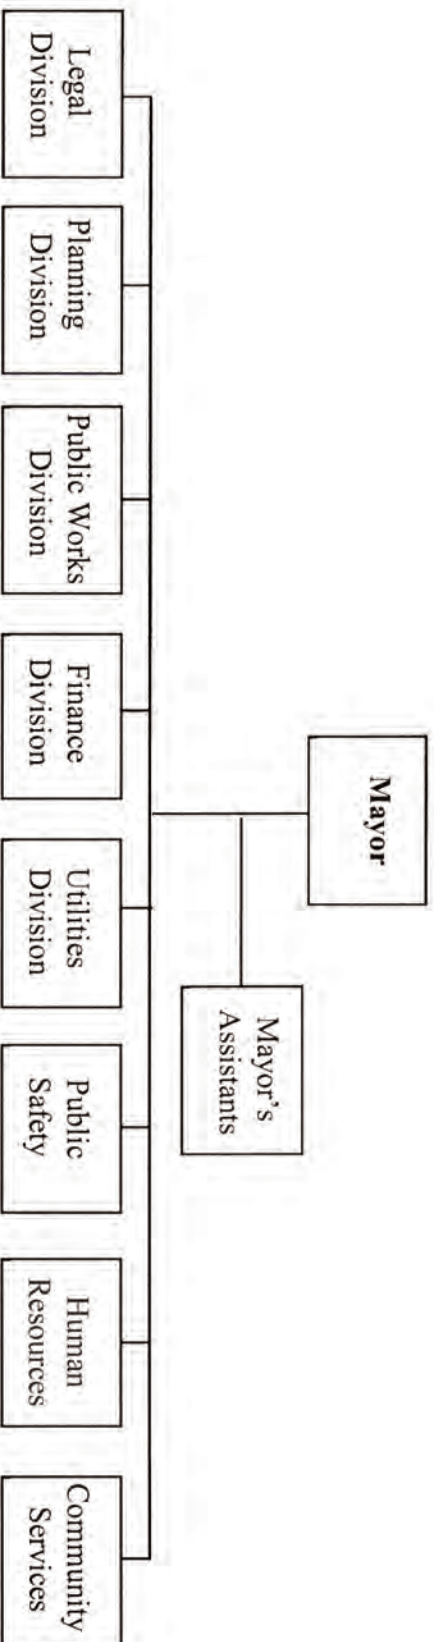 Mayor
Mayor's
Assistants
Legal
Division
Planning
Division
Public Works
Division
Finance
Division
Utilities
Division
Public
Safety
Human
Resources
Community
Services